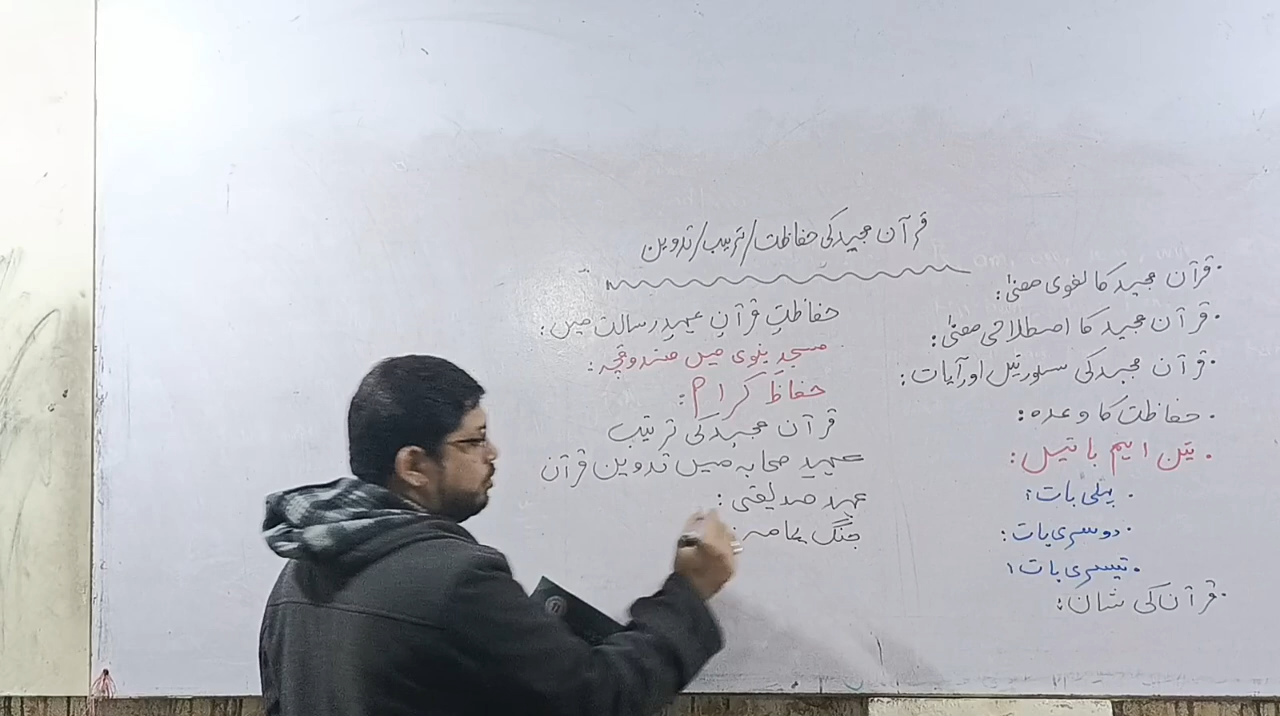 قرآن مجید کی حفاظت/ترتیب/تدوین
· قرآن مجید کا لغوی معنیٰ:
· قرآن مجید کا اصطلاحی معنیٰ:
· قرآن مجید کی سورتیں اور آیات:
· حفاظت کا وعدہ:
· تین اہم باتیں:
· پہلی بات:
· دوسری بات:
· تیسری بات:
· قرآن کی شان:
حفاظتِ قرآن عہدِ رسالت میں:
مسجدِ نبوی میں صندوقچہ:
حفاظِ کرام:
قرآن مجید کی ترتیب
عہدِ صحابہ میں تدوین قرآن
عہد صدیقی:
جنگ یمامہ: